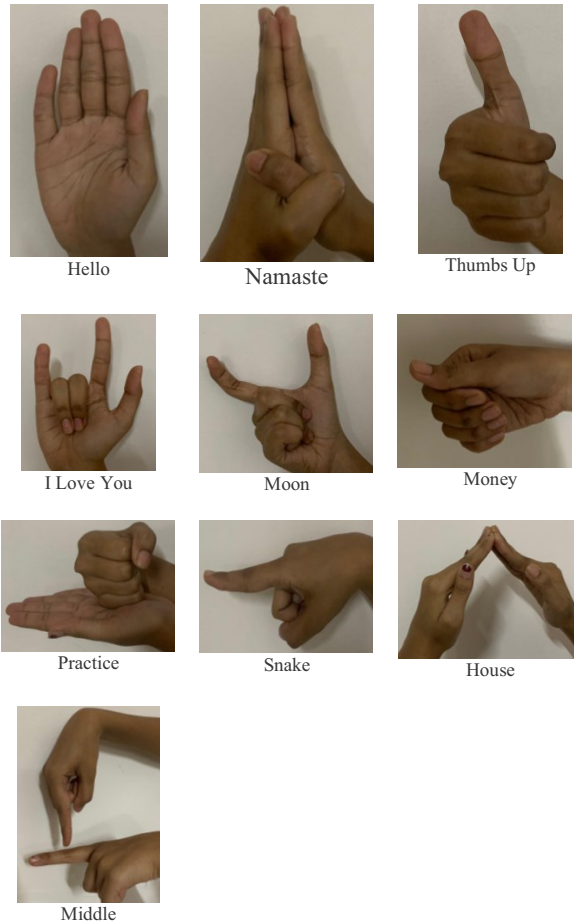 Hello
Namaste
Thumbs Up
I Love You
Moon
Money
Practice
Snake
House
Middle